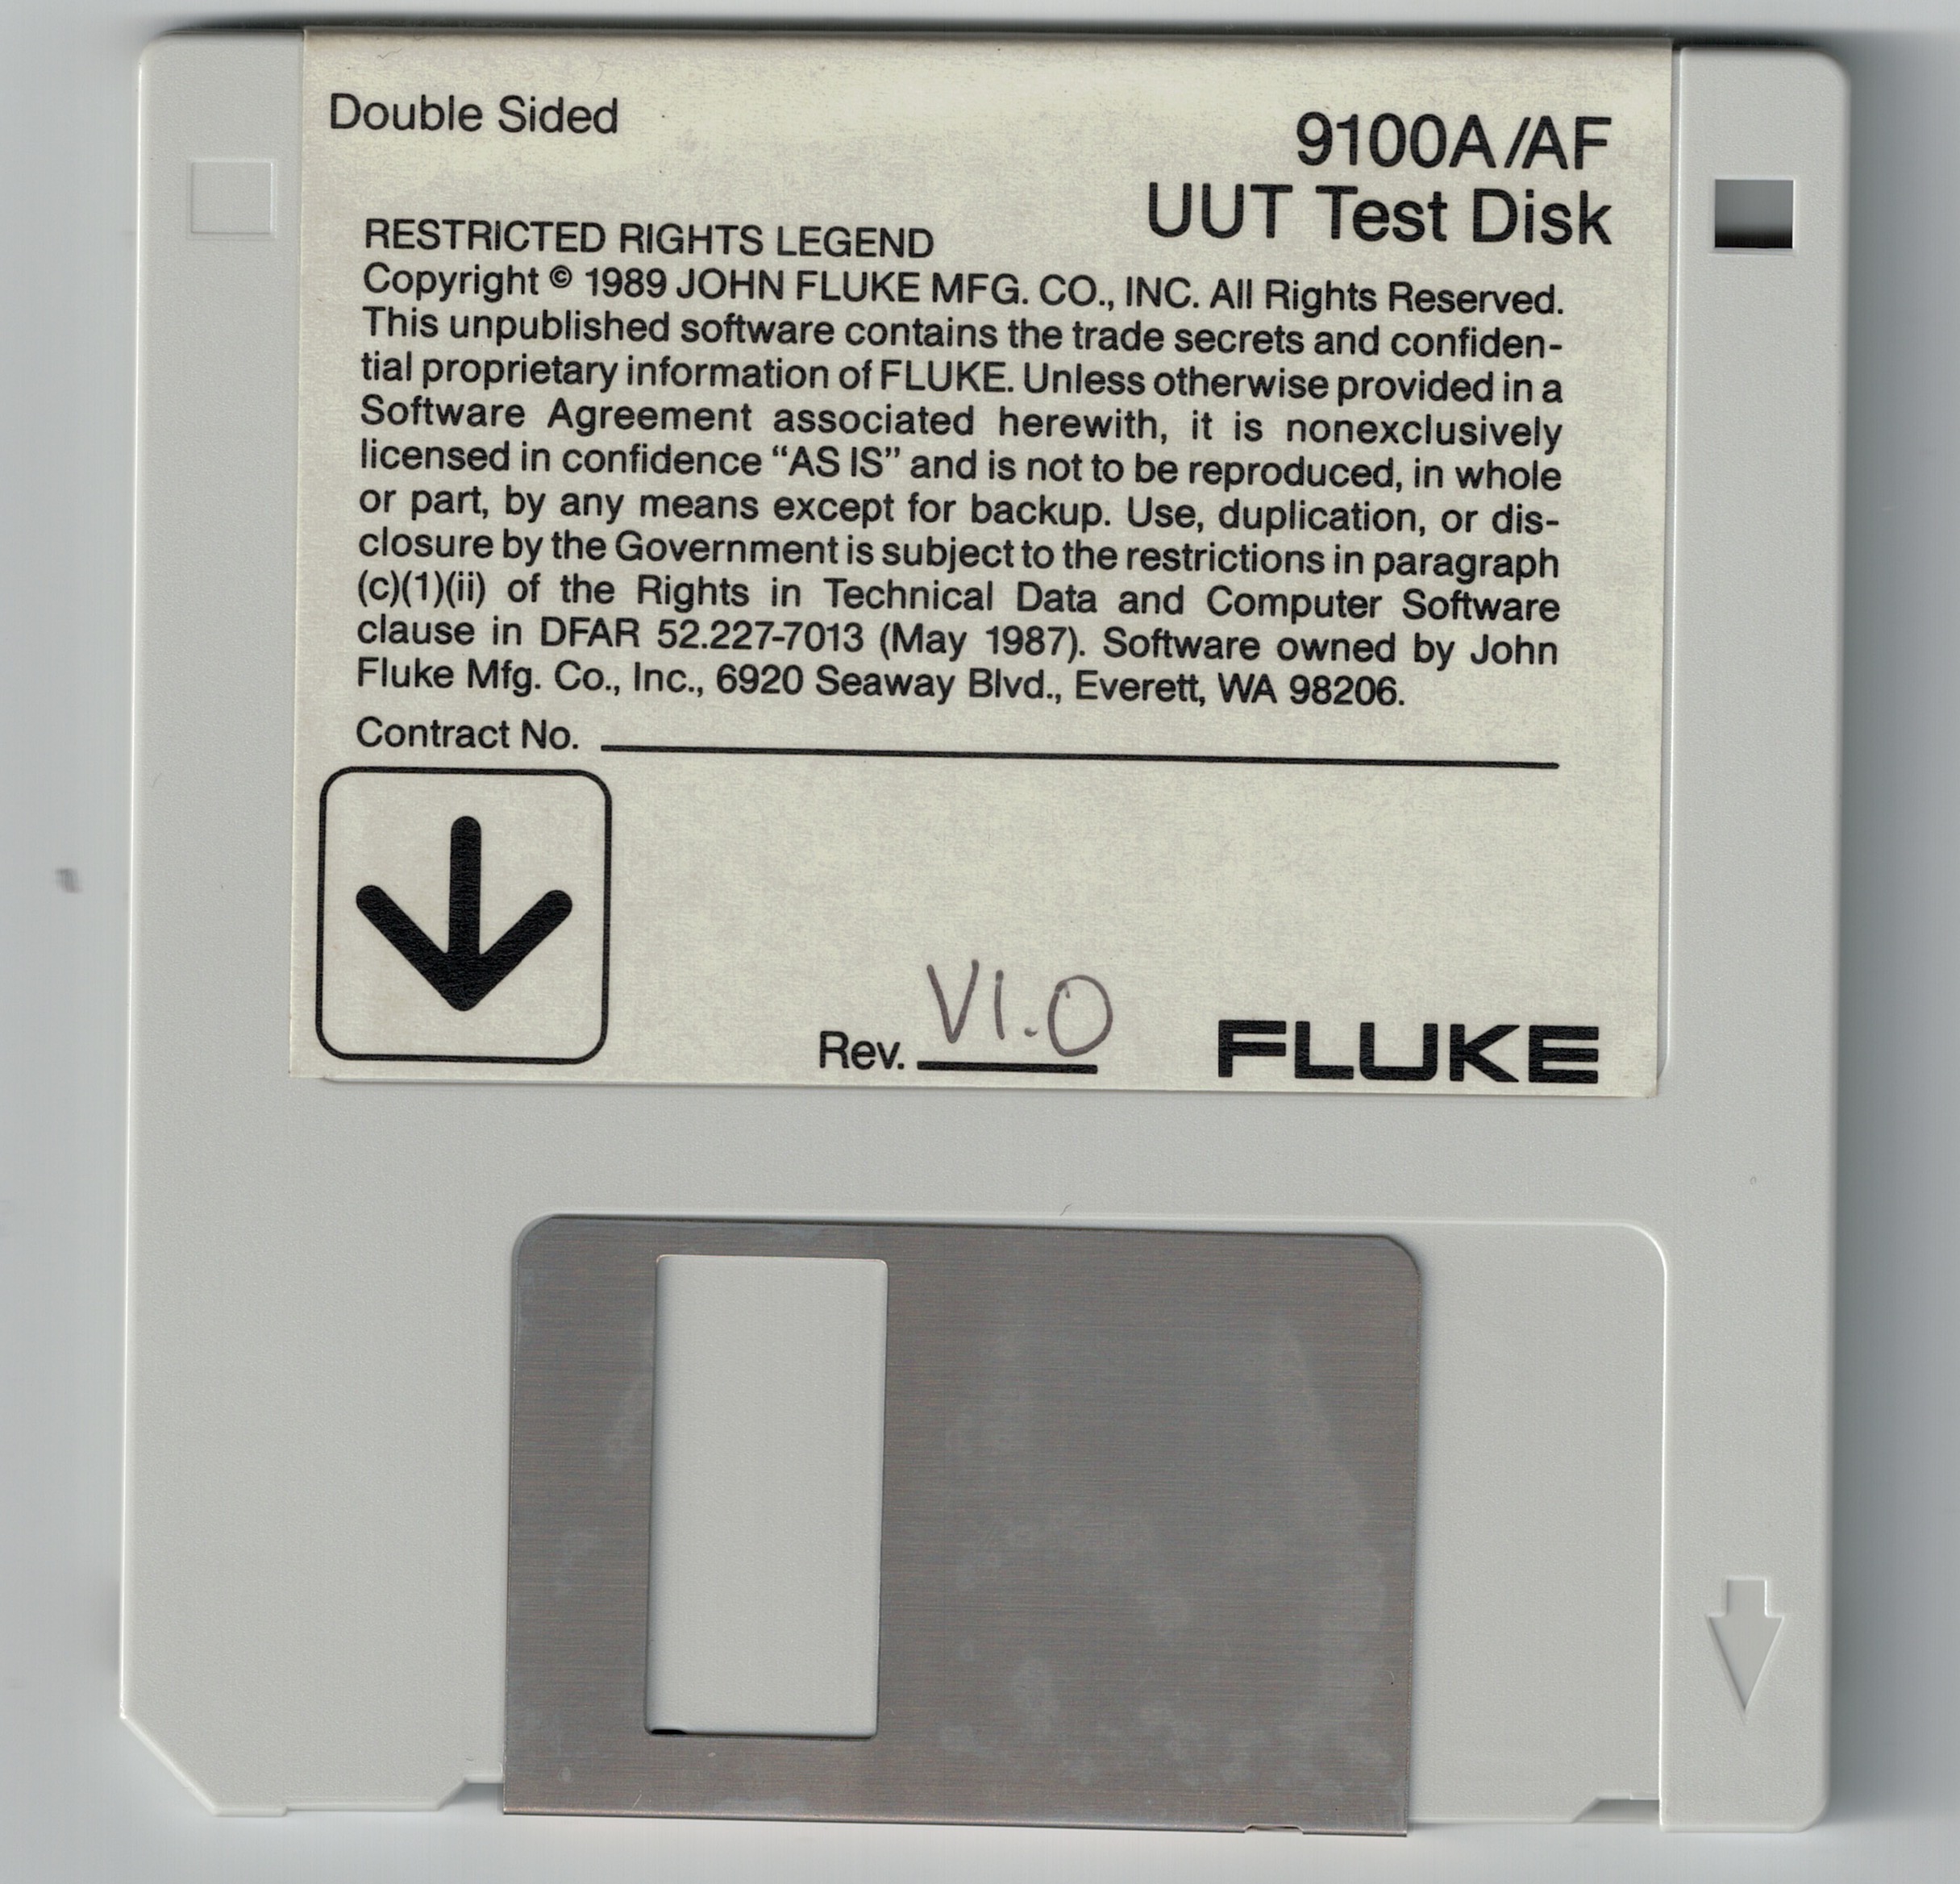 Double Sided
9100A/AF
UUT Test Disk
RESTRICTED RIGHTS LEGEND
Copyright © 1989 JOHN FLUKE MFG. CO., INC. All Rights Reserved.
This unpublished software contains the trade secrets and confiden-
tial proprietary information of FLUKE. Unless otherwise provided in a
Software Agreement associated herewith, it is nonexclusively
licensed in confidence “AS IS” and is not to be reproduced, in whole
or part, by any means except for backup. Use, duplication, or dis-
closure by the Government is subject to the restrictions in paragraph
(c)(1)(ii) of the Rights in Technical Data and Computer Software
clause in DFAR 52.227-7013 (May 1987). Software owned by John
Fluke Mfg. Co., Inc., 6920 Seaway Blvd., Everett, WA 98206.
Contract No.
Rev. V1.0
FLUKE